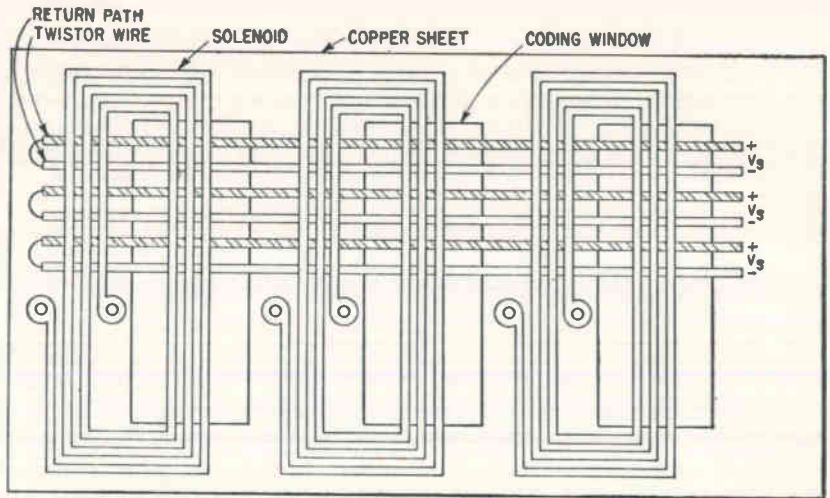 RETURN PATH
TWISTOR WIRE
SOLENOID
COPPER SHEET
CODING WINDOW
+
Vs
-
+
Vs
-
+
Vs
-